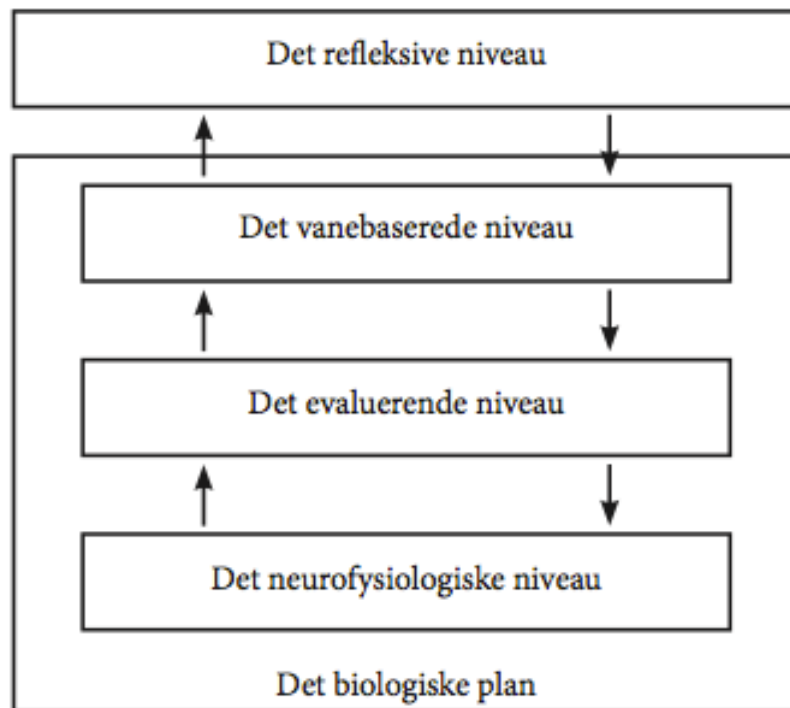 Det refleksive niveau
Det vanebaserede niveau
Det evaluerende niveau
Det neurofysiologiske niveau
Det biologiske plan